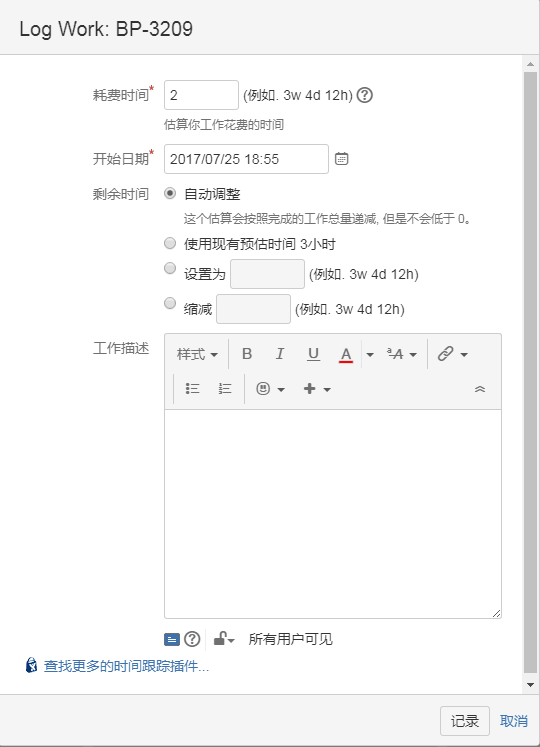 Log Work: BP-3209
耗费时间* 2 (例如. 3w 4d 12h)
估算你工作花费的时间
开始日期* 2017/07/25 18:55
剩余时间 自动调整
这个估算会按照完成的工作总量递减, 但是不会低于 0。
使用现有预估时间 3小时
设置为 (例如. 3w 4d 12h)
缩减 (例如. 3w 4d 12h)
工作描述 样式 B I U A ªA
所有用户可见
查找更多的时间跟踪插件...
记录 取消